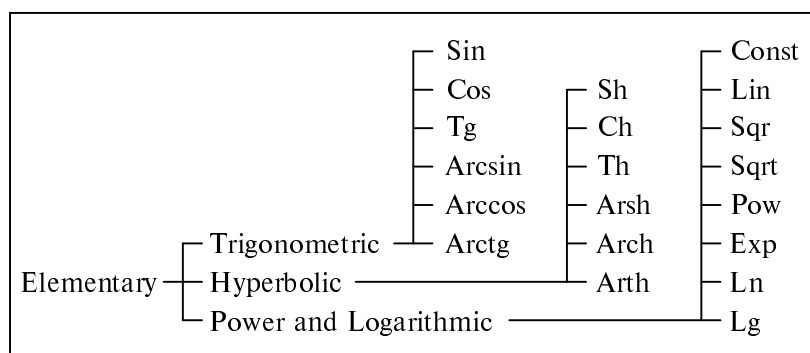 Elementary
Trigonometric
Sin
Cos
Tg
Arcsin
Arccos
Arctg
Hyperbolic
Sh
Ch
Th
Arsh
Arch
Arth
Power and Logarithmic
Const
Lin
Sqr
Sqrt
Pow
Exp
Ln
Lg